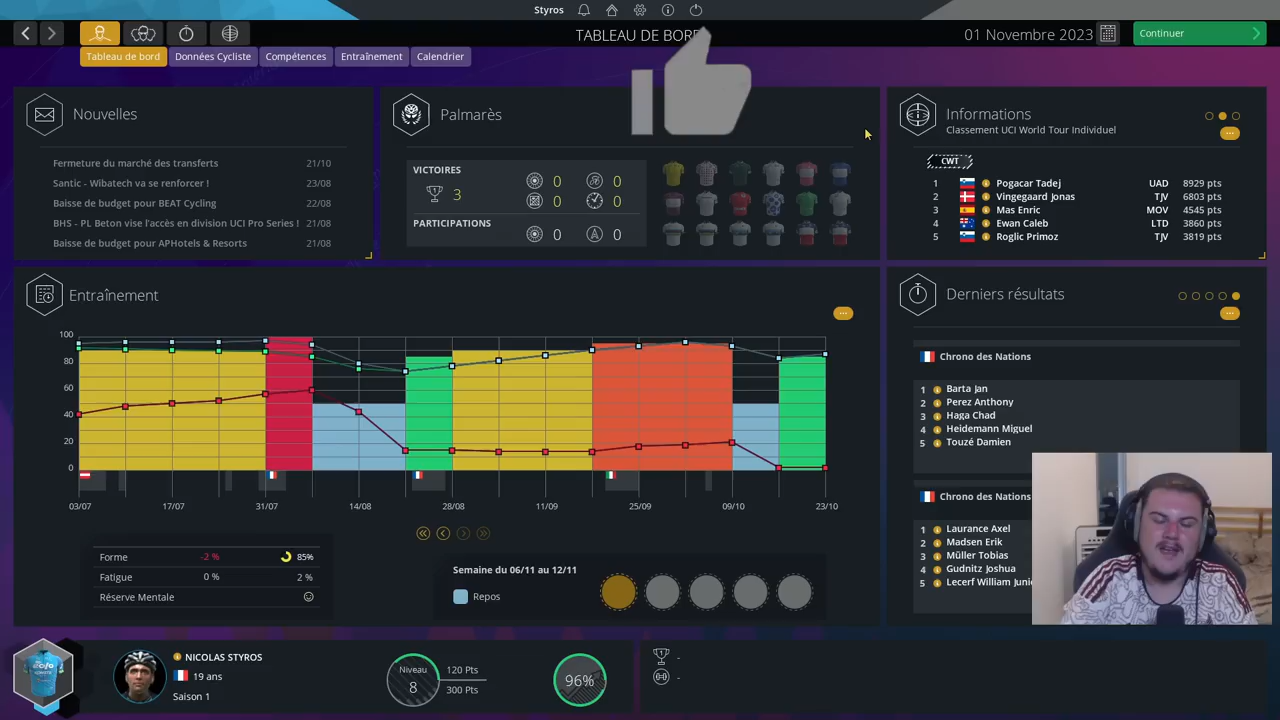 Styros
TABLEAU DE BORD
01 Novembre 2023
Continuer
Tableau de bord
Données Cycliste
Compétences
Entraînement
Calendrier
Nouvelles
Fermeture du marché des transferts 21/10
Santic - Wibatech va se renforcer ! 23/08
Baisse de budget pour BEAT Cycling 22/08
BHS - PL Beton vise l'accès en division UCI Pro Series ! 21/08
Baisse de budget pour APHotels & Resorts 21/08
Palmarès
VICTOIRES
3
0 0
0 0
PARTICIPATIONS
0 0
Informations
Classement UCI World Tour Individuel
CWT
1 Pogacar Tadej UAD 8929 pts
2 Vingegaard Jonas TJV 6803 pts
3 Mas Enric MOV 4545 pts
4 Ewan Caleb LTD 3860 pts
5 Roglic Primoz TJV 3819 pts
Entraînement
100
80
60
40
20
0
03/07 17/07 31/07 14/08 28/08 11/09 25/09 09/10 23/10
Forme -2 % 85%
Fatigue 0 % 2 %
Réserve Mentale
Semaine du 06/11 au 12/11
Repos
Derniers résultats
Chrono des Nations
1 Barta Jan
2 Perez Anthony
3 Haga Chad
4 Heidemann Miguel
5 Touzé Damien
Chrono des Nations
1 Laurance Axel
2 Madsen Erik
3 Müller Tobias
4 Gudnitz Joshua
5 Lecerf William
NICOLAS STYROS
19 ans
Saison 1
Niveau
8
120 Pts
300 Pts
96%
-
-